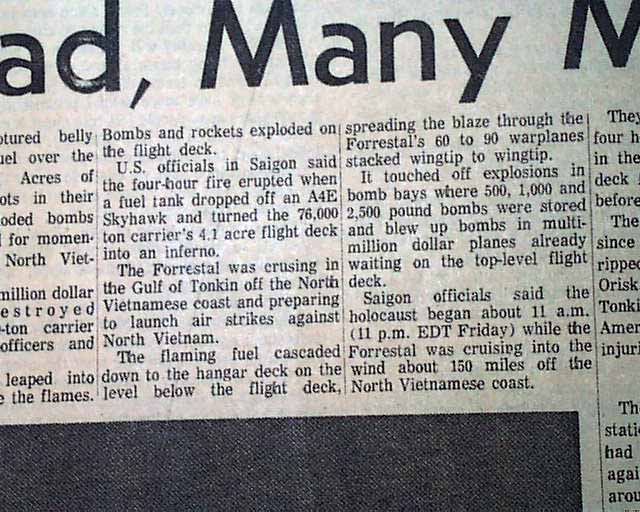 ad, Many M
ptured belly
uel over the
Acres of
ots in their
oded bombs
l for momen-
North Viet-
million dollar
estroyed
-ton carrier
officers and
leaped into
e the flames.
Bombs and rockets exploded on
the flight deck.
U.S. officials in Saigon said
the four-hour fire erupted when
a fuel tank dropped off an A4E
Skyhawk and turned the 76,000
ton carrier's 4.1 acre flight deck
into an inferno.
The Forrestal was crusing in
the Gulf of Tonkin off the North
Vietnamese coast and preparing
to launch air strikes against
North Vietnam.
The flaming fuel cascaded
down to the hangar deck on the
level below the flight deck,
spreading the blaze through the
Forrestal's 60 to 90 warplanes
stacked wingtip to wingtip.
It touched off explosions in
bomb bays where 500, 1,000 and
2,500 pound bombs were stored
and blew up bombs in multi-
million dollar planes already
waiting on the top-level flight
deck.
Saigon officials said the
holocaust began about 11 a.m.
(11 p.m. EDT Friday) while the
Forrestal was cruising into the
wind about 150 miles off the
North Vietnamese coast.
They
four h
in the
deck
before
The
since
ripped
Orisk
Tonk
Amer
injuri
Th
stati
had
agai
arou